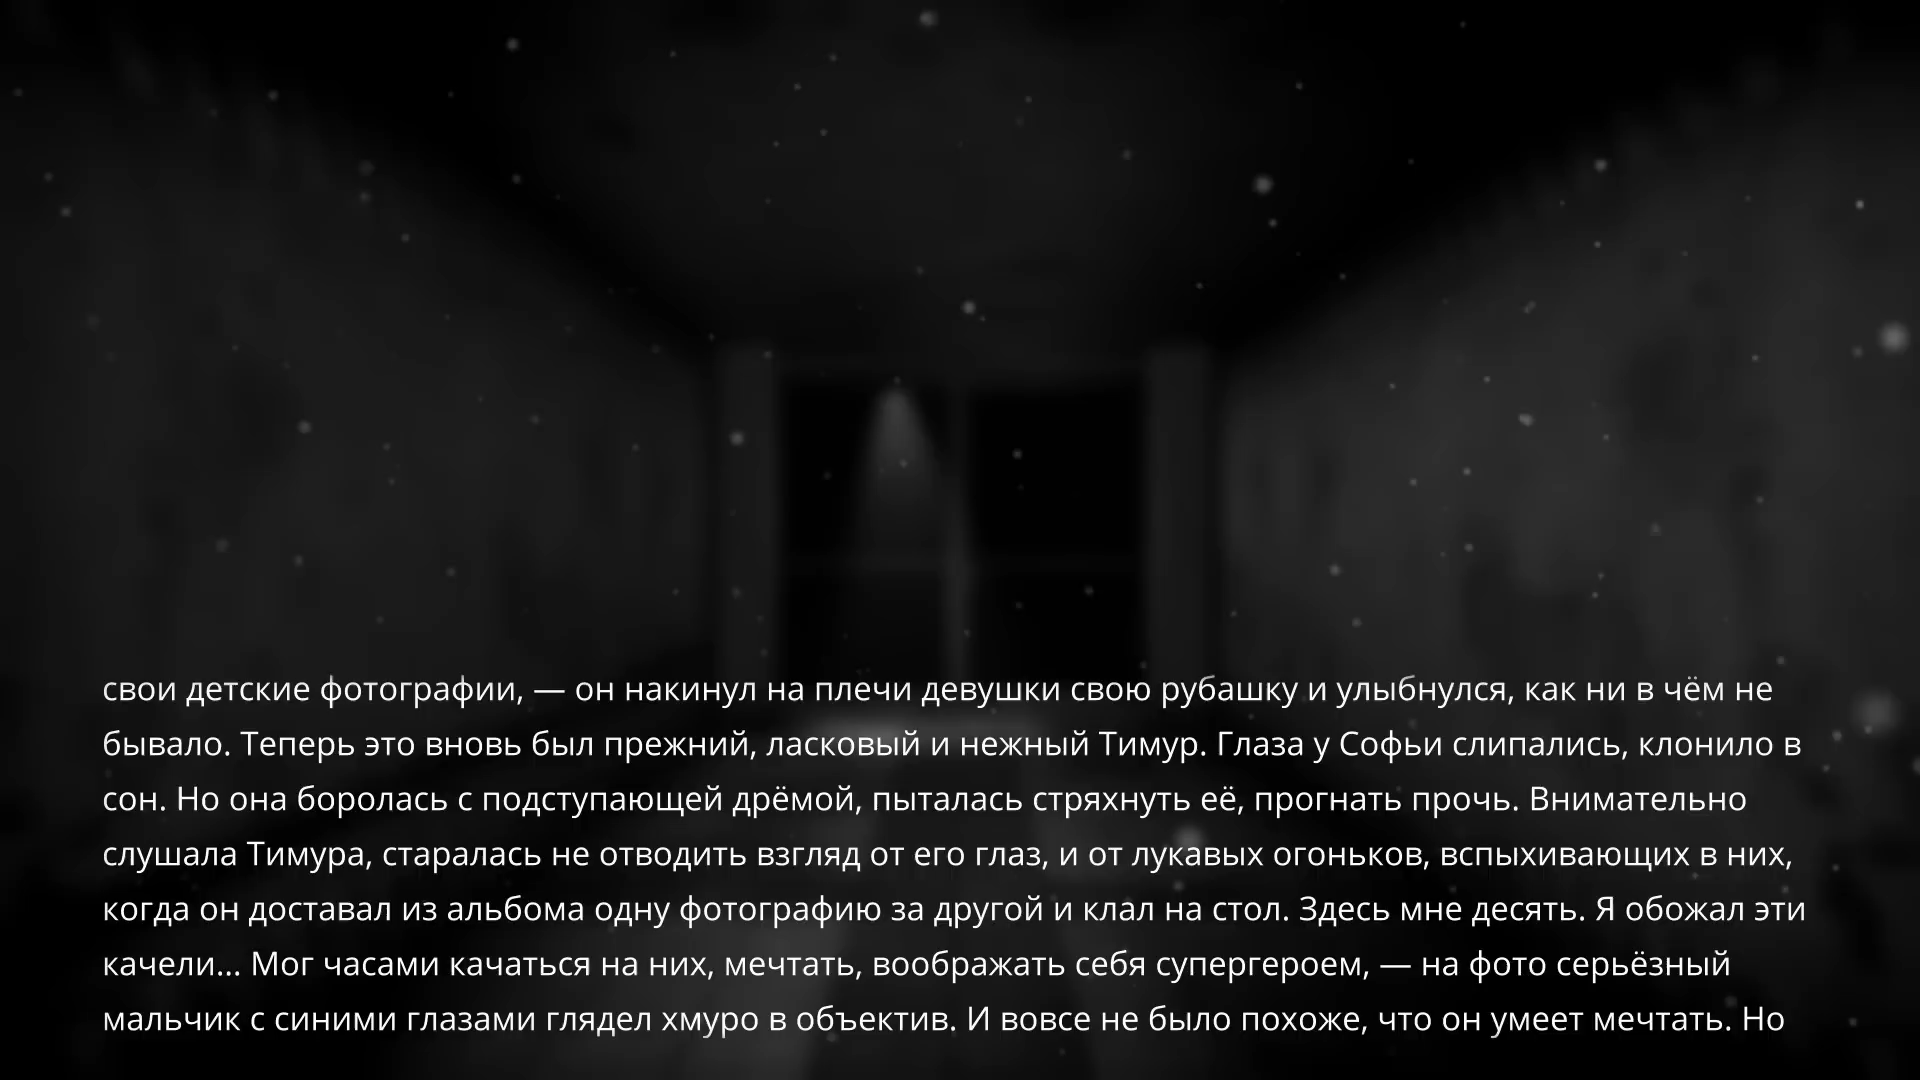 свои детские фотографии, — он накинул на плечи девушки свою рубашку и улыбнулся, как ни в чём не
бывало. Теперь это вновь был прежний, ласковый и нежный Тимур. Глаза у Софьи слипались, клонило в
сон. Но она боролась с подступающей дрёмой, пыталась стряхнуть её, прогнать прочь. Внимательно
слушала Тимура, старалась не отводить взгляд от его глаз, и от лукавых огоньков, вспыхивающих в них,
когда он доставал из альбома одну фотографию за другой и клал на стол. Здесь мне десять. Я обожал эти
качели... Мог часами качаться на них, мечтать, воображать себя супергероем, — на фото серьёзный
мальчик с синими глазами глядел хмуро в объектив. И вовсе не было похоже, что он умеет мечтать. Но